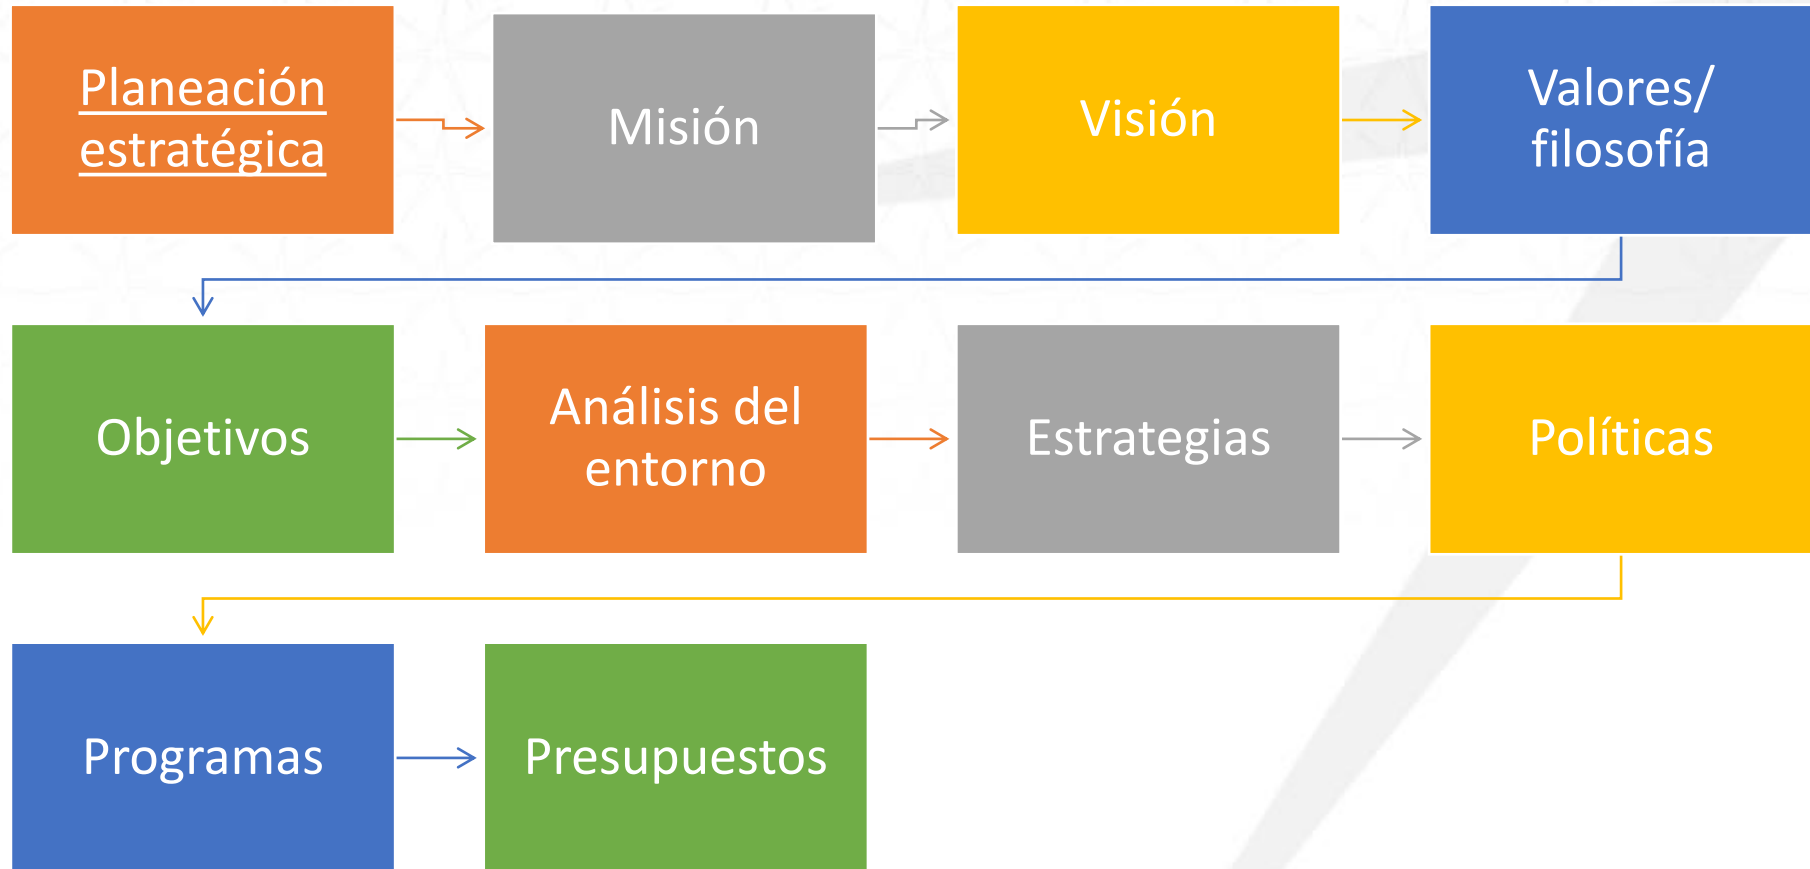 Planeación
estratégica
Misión
Visión
Valores/
filosofía
Objetivos
Análisis del
entorno
Estrategias
Políticas
Programas
Presupuestos